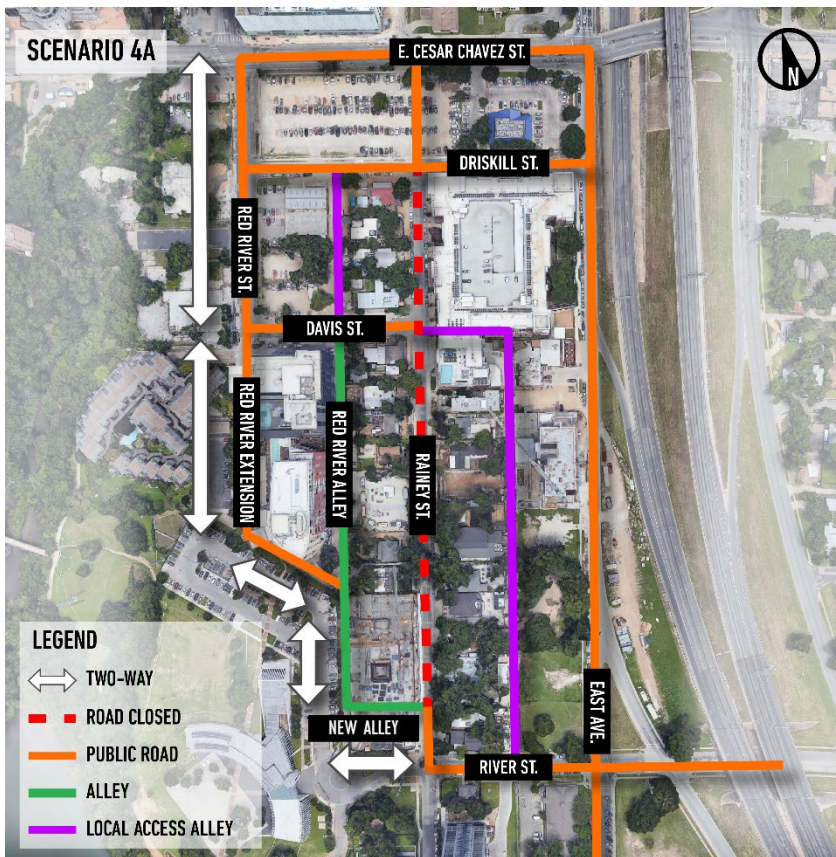 SCENARIO 4A
E. CESAR CHAVEZ ST.
N
DRISKILL ST.
RED RIVER ST.
DAVIS ST.
RED RIVER EXTENSION
RED RIVER ALLEY
RAINEY ST.
EAST AVE.
NEW ALLEY
RIVER ST.
LEGEND
TWO-WAY
ROAD CLOSED
PUBLIC ROAD
ALLEY
LOCAL ACCESS ALLEY